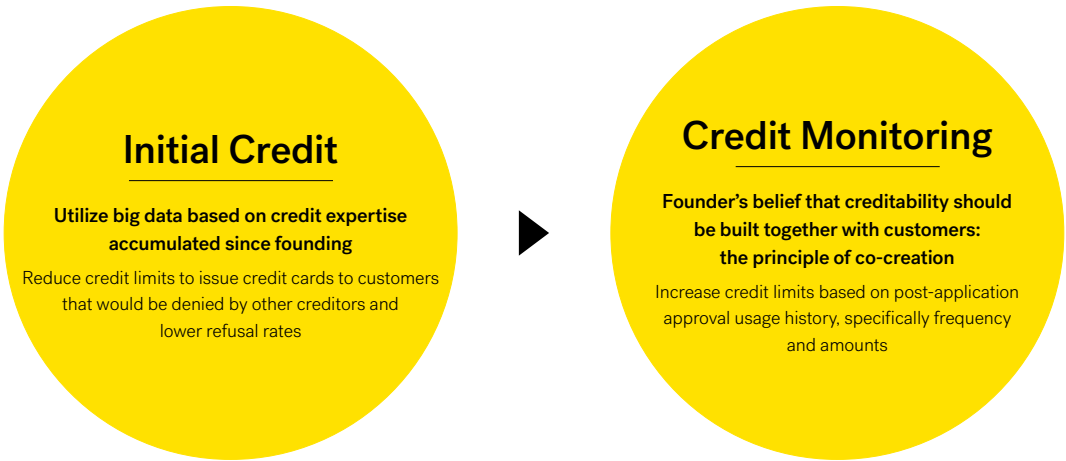 Initial Credit
Utilize big data based on credit expertise
accumulated since founding
Reduce credit limits to issue credit cards to customers
that would be denied by other creditors and
lower refusal rates
Credit Monitoring
Founder's belief that creditability should
be built together with customers:
the principle of co-creation
Increase credit limits based on post-application
approval usage history, specifically frequency
and amounts